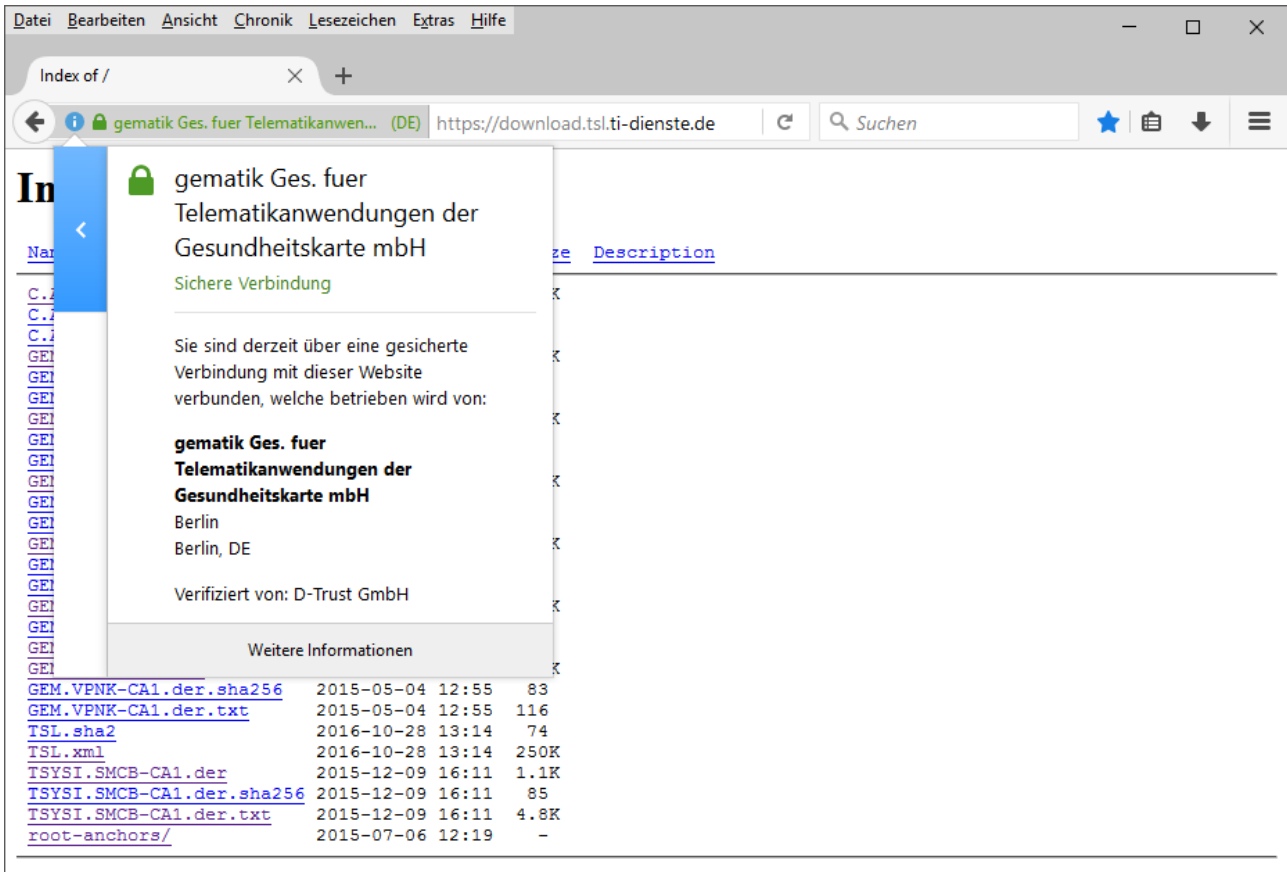 Datei Bearbeiten Ansicht Chronik Lesezeichen Extras Hilfe
Index of /
gematik Ges. fuer Telematikanwen... (DE) https://download.tsl.ti-dienste.de Suchen
gematik Ges. fuer
Telematikanwendungen der
Gesundheitskarte mbH
Sichere Verbindung
Sie sind derzeit über eine gesicherte
Verbindung mit dieser Website
verbunden, welche betrieben wird von:
gematik Ges. fuer
Telematikanwendungen der
Gesundheitskarte mbH
Berlin
Berlin, DE
Verifiziert von: D-Trust GmbH
Weitere Informationen
Description
GEM.VPNK-CA1.der.sha256 2015-05-04 12:55 83
GEM.VPNK-CA1.der.txt 2015-05-04 12:55 116
TSL.sha2 2016-10-28 13:14 74
TSL.xml 2016-10-28 13:14 250K
TSYSI.SMCB-CA1.der 2015-12-09 16:11 1.1K
TSYSI.SMCB-CA1.der.sha256 2015-12-09 16:11 85
TSYSI.SMCB-CA1.der.txt 2015-12-09 16:11 4.8K
root-anchors/ 2015-07-06 12:19 -